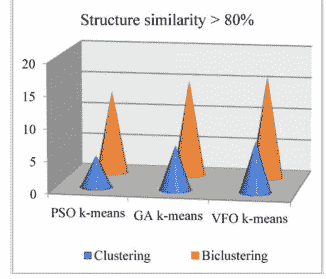 Structure similarity > 80%
20
15
10
5
0
PSO k-means GA k-means VFO k-means
Clustering Biclustering